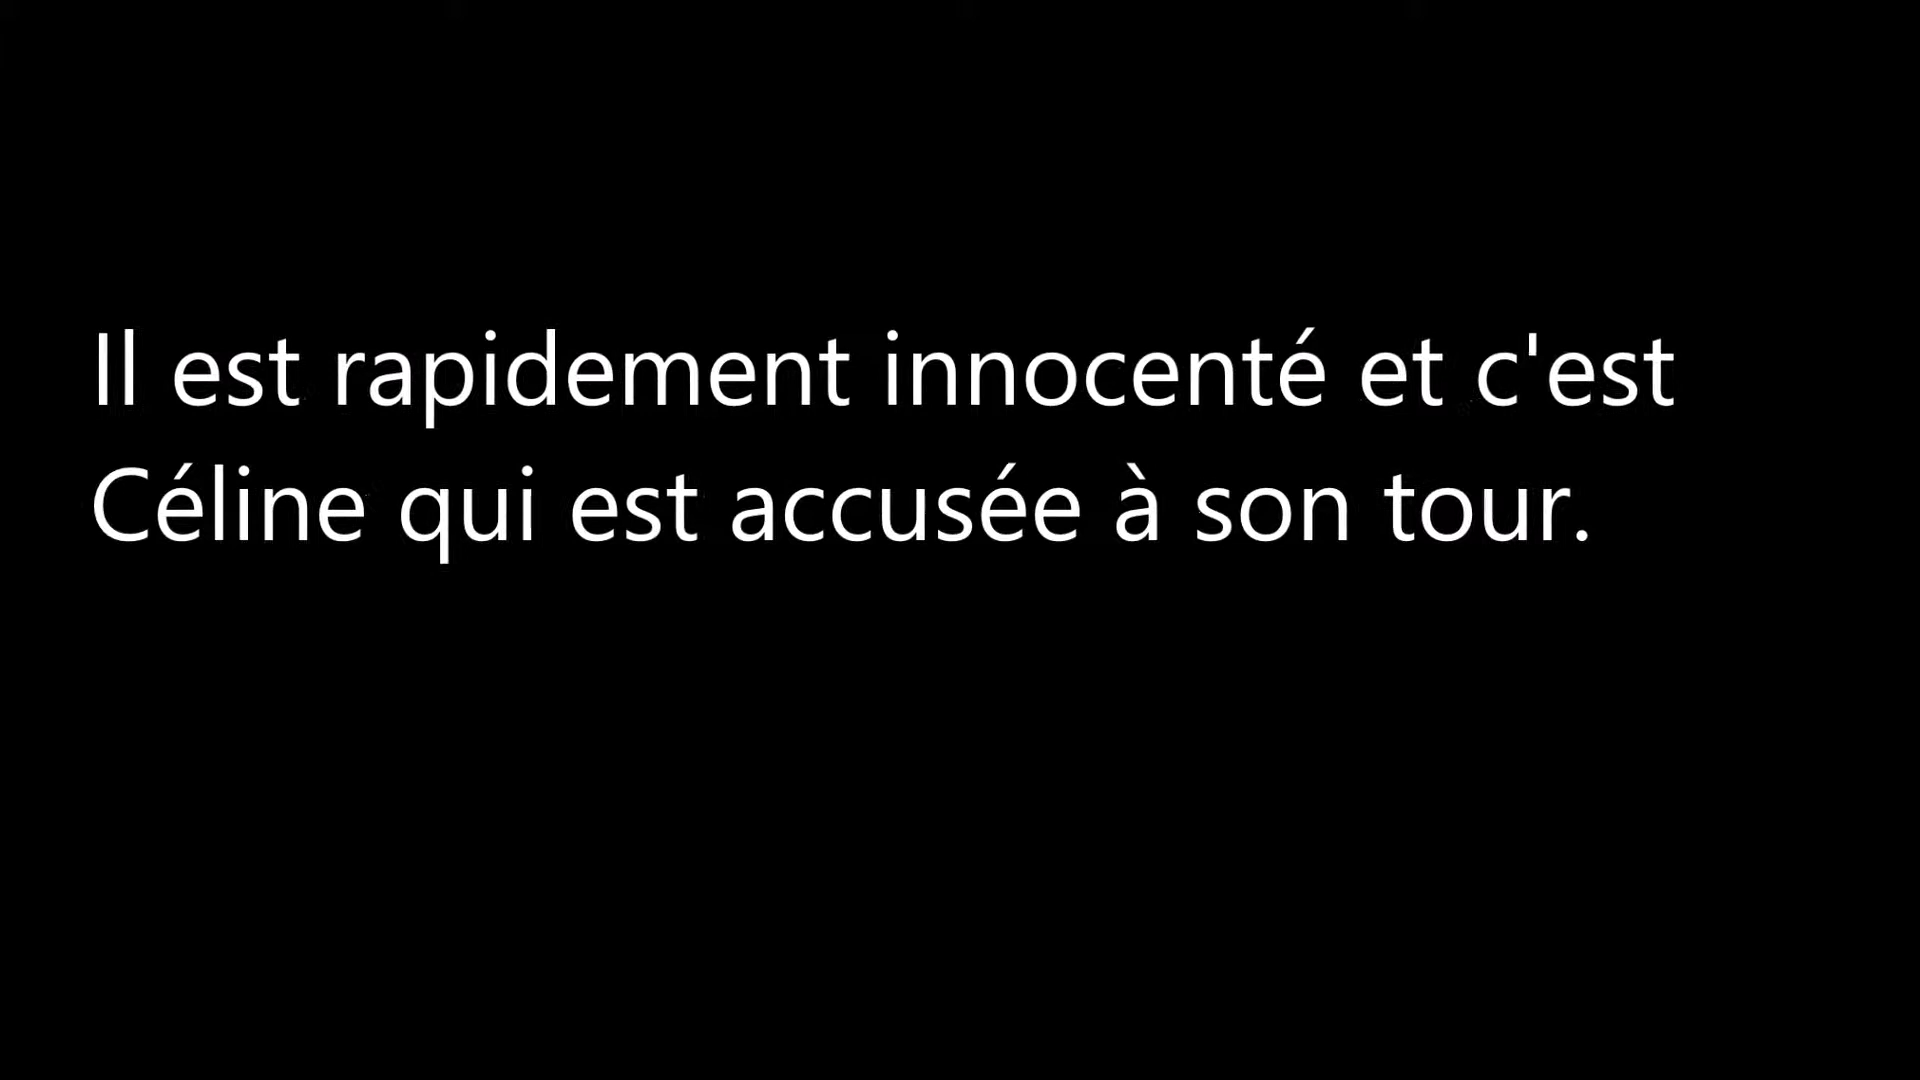 Il est rapidement innocenté et c'est
Céline qui est accusée à son tour.